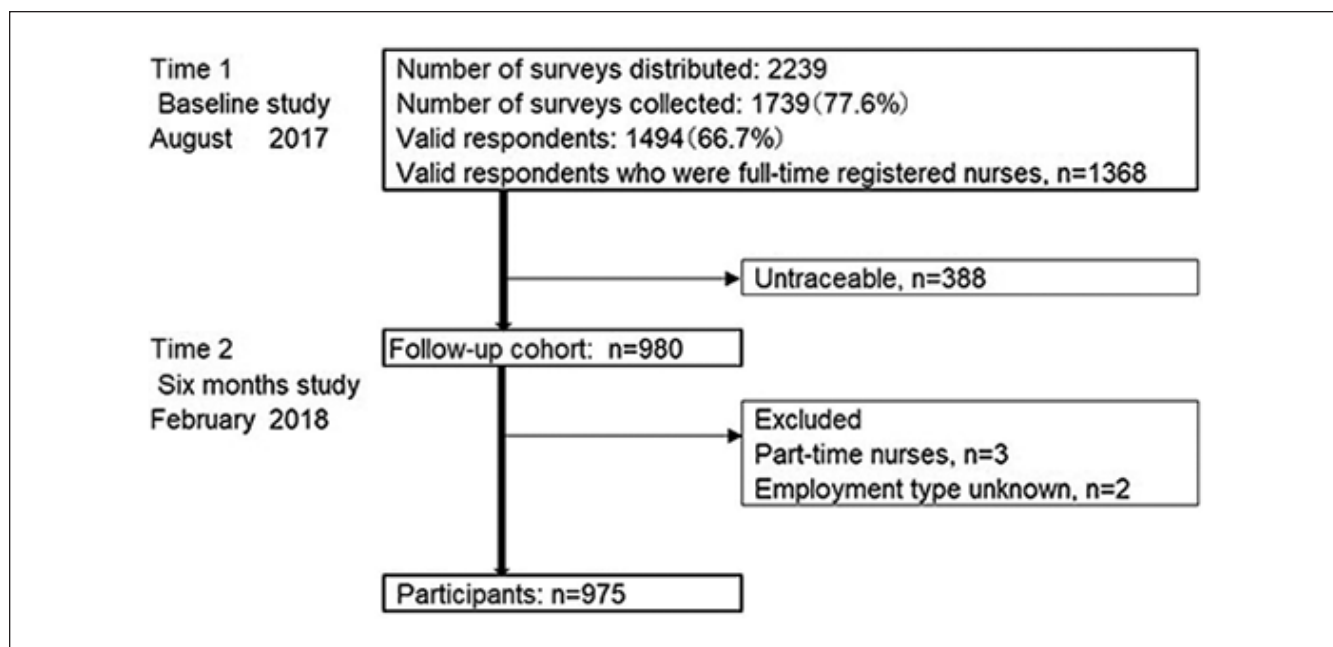 Time 1
Baseline study
August 2017
Number of surveys distributed: 2239
Number of surveys collected: 1739(77.6%)
Valid respondents: 1494(66.7%)
Valid respondents who were full-time registered nurses, n=1368
Untraceable, n=388
Time 2
Six months study
February 2018
Follow-up cohort: n=980
Excluded
Part-time nurses, n=3
Employment type unknown, n=2
Participants: n=975